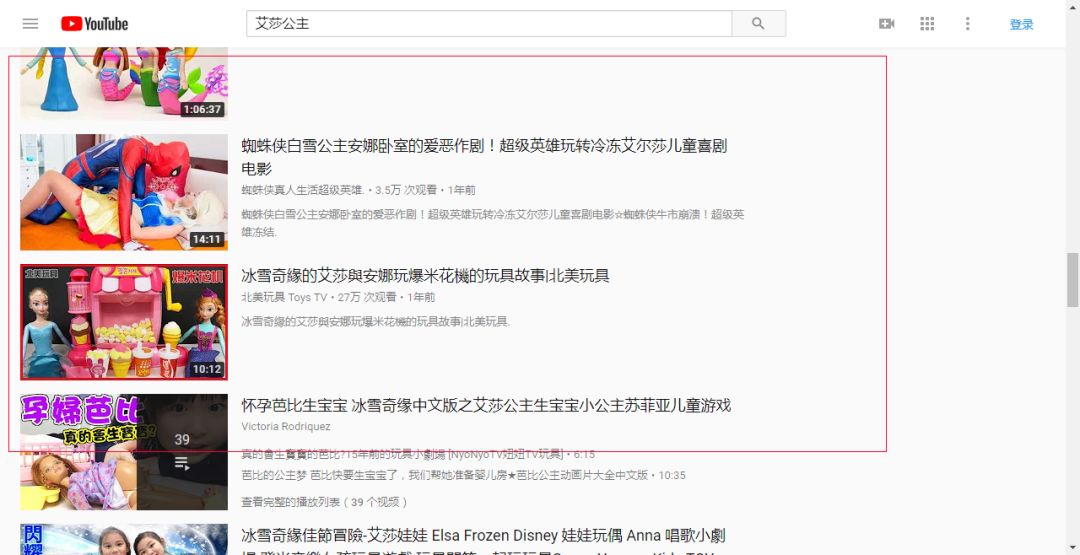 YouTube
艾莎公主
登录
1:06:37
蜘蛛侠白雪公主安娜卧室的爱恶作剧！超级英雄玩转冷冻艾尔莎儿童喜剧
电影
蜘蛛侠真人生活超级英雄. • 3.5万 次观看 • 1年前
蜘蛛侠白雪公主安娜卧室的爱恶作剧！超级英雄玩转冷冻艾尔莎儿童喜剧电影☆蜘蛛侠牛市崩溃！超级英
雄冻结.
14:11
北美玩具
爆米花机
冰雪奇緣的艾莎與安娜玩爆米花機的玩具故事|北美玩具
北美玩具 Toys TV • 27万 次观看 • 1年前
冰雪奇緣的艾莎與安娜玩爆米花機的玩具故事|北美玩具.
10:12
孕婦芭比
真的會生寶寶?
39
怀孕芭比生宝宝 冰雪奇缘中文版之艾莎公主生宝宝小公主苏菲亚儿童游戏
Victoria Rodriquez
真的會生寶寶的芭比?15年前的玩具小劇場 [NyoNyoTV妞妞TV玩具] • 6:15
芭比的公主梦 芭比快要生宝宝了，我们帮她准备婴儿房★芭比公主动画片大全中文版 • 10:35
查看完整的播放列表（39 个视频）
閃耀
冰雪奇緣佳節冒險-艾莎娃娃 Elsa Frozen Disney 娃娃玩偶 Anna 唱歌小劇